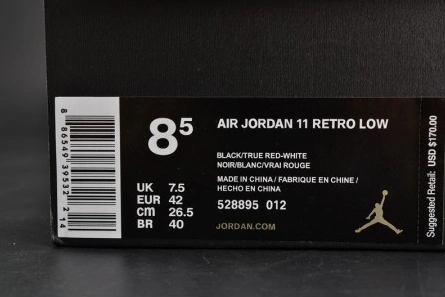 8 86549 39532 214
8⁵
AIR JORDAN 11 RETRO LOW
BLACK/TRUE RED-WHITE
NOIR/BLANC/VRAI ROUGE
MADE IN CHINA / FABRIQUE EN CHINE /
HECHO EN CHINA
528895 012
JORDAN.COM
UK 7.5
EUR 42
cm 26.5
BR 40
Suggested Retail: USD $170.00